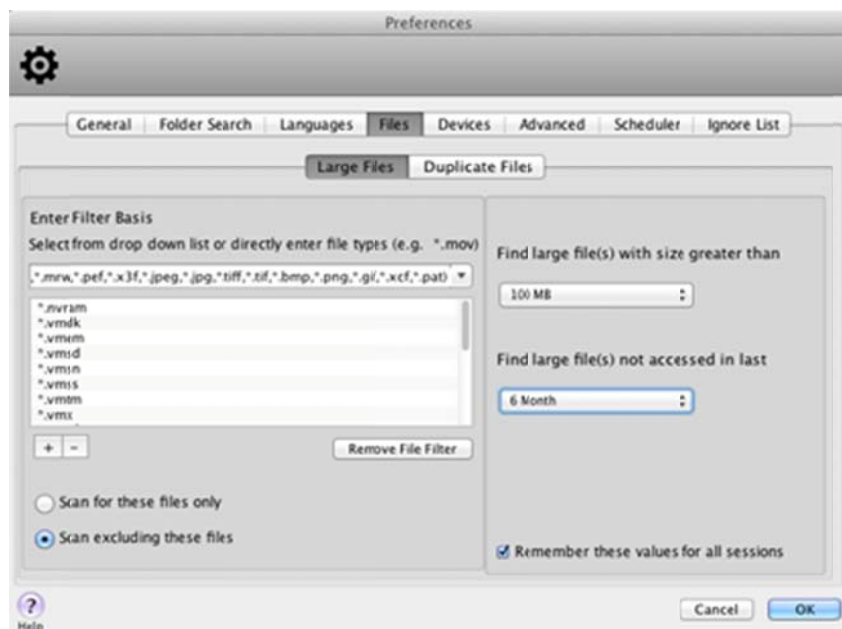 Preferences
General Folder Search Languages Files Devices Advanced Scheduler Ignore List
Large Files Duplicate Files
Enter Filter Basis
Select from drop down list or directly enter file types (e.g. *.mov)
,*.mrw,*.pef,*.x3f,*.jpeg,*.jpg,*tiff,*.tif,*.bmp,*.png,*.gif,*.xcf,*.pat)
*.nvram
*.vmdk
*.vmem
*.vmsd
*.vmsn
*.vmss
*.vmtm
*.vmx
+ -
Remove File Filter
Scan for these files only
Scan excluding these files
Find large file(s) with size greater than
100 MB
Find large file(s) not accessed in last
6 Month
Remember these values for all sessions
?
Help
Cancel OK